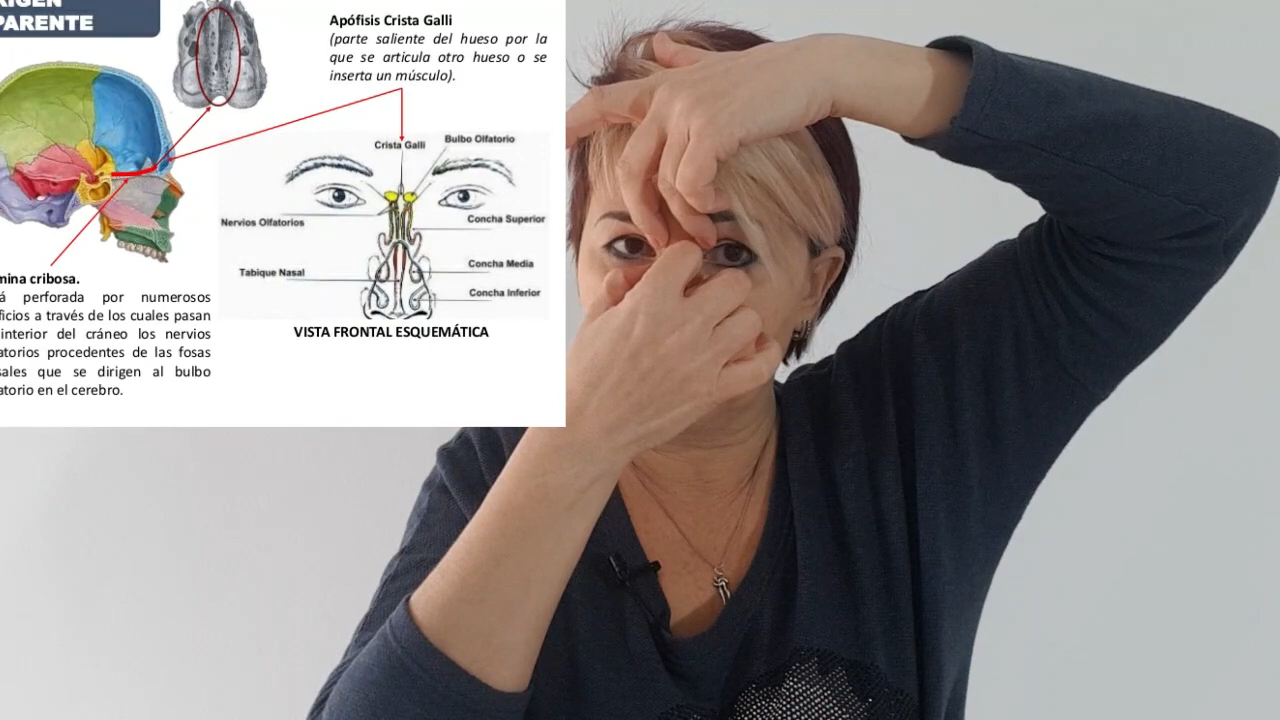 PARENTE
Apófisis Crista Galli
(parte saliente del hueso por la
que se articula otro hueso o se
inserta un músculo).
Crista Galli
Bulbo Olfatorio
Nervios Olfatorios
Concha Superior
Tabique Nasal
Concha Media
Concha Inferior
VISTA FRONTAL ESQUEMÁTICA
mina cribosa.
á perforada por numerosos
ficios a través de los cuales pasan
interior del cráneo los nervios
atorios procedentes de las fosas
sales que se dirigen al bulbo
atorio en el cerebro.